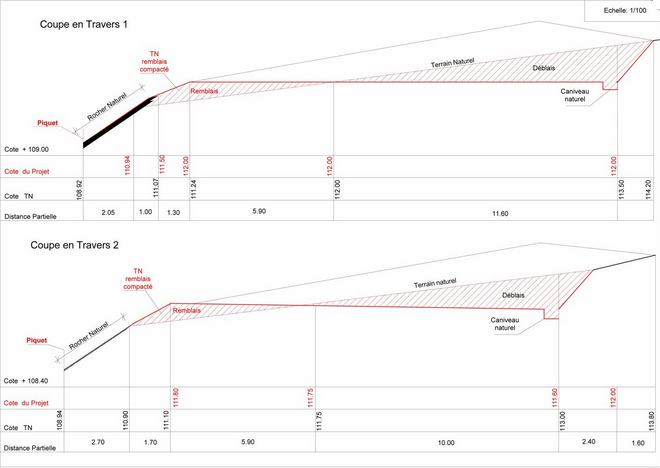 Echelle: 1/100
Coupe en Travers 1
TN
remblais
compacté
Terrain Naturel
Déblais
Rocher Naturel
Remblais
Caniveau
naturel
Piquet
Cote + 109.00
Cote du Projet
110.94
111.50
112.00
112.00
112.00
Cote TN
108.92
111.07
111.24
112.00
113.50
114.20
Distance Partielle
2.05
1.00
1.30
5.90
11.60
Coupe en Travers 2
TN
remblais
compacté
Terrain naturel
Déblais
Remblais
Rocher Naturel
Caniveau
naturel
Piquet
Cote + 108.40
Cote du Projet
111.80
111.75
111.60
112.00
Cote TN
108.94
110.90
111.10
111.75
113.00
113.80
Distance Partielle
2.70
1.70
5.90
10.00
2.40
1.60